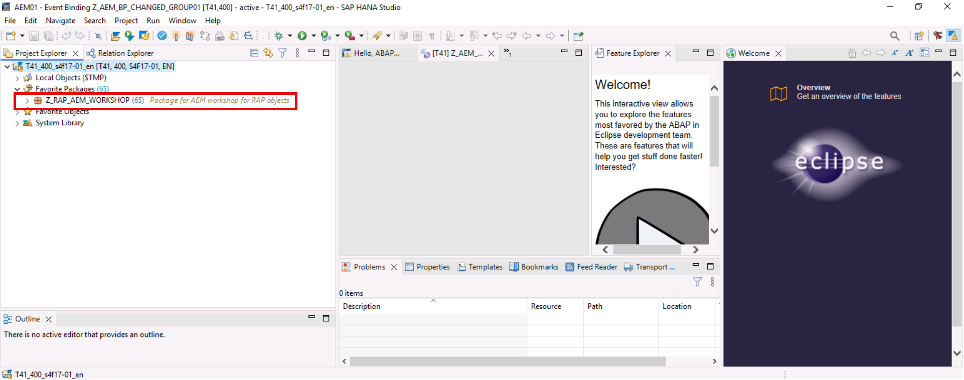 AEM01 - Event Binding Z_AEM_BP_CHANGED_GROUP01 [T41,400] - active - T41_400_s4f17-01_en - SAP HANA Studio
File Edit Navigate Search Project Run Window Help
Project Explorer
Relation Explorer
T41_400_s4f17-01_en [T41, 400, S4F17-01, EN]
Local Objects ($TMP)
Favorite Packages (65)
Z_RAP_AEM_WORKSHOP (65) Package for AEM workshop for RAP objects
Favorite Objects
System Library
Outline
There is no active editor that provides an outline.
Hello, ABAP...
[T41] Z_AEM_...
1
Feature Explorer
Welcome!
This interactive view allows
you to explore the features
most favored by the ABAP in
Eclipse development team.
These are features that will
help you get stuff done faster!
Interested?
Problems
Properties
Templates
Bookmarks
Feed Reader
Transport ...
0 items
Description Resource Path Location
Welcome
Overview
Get an overview of the features
eclipse
T41_400_s4f17-01_en